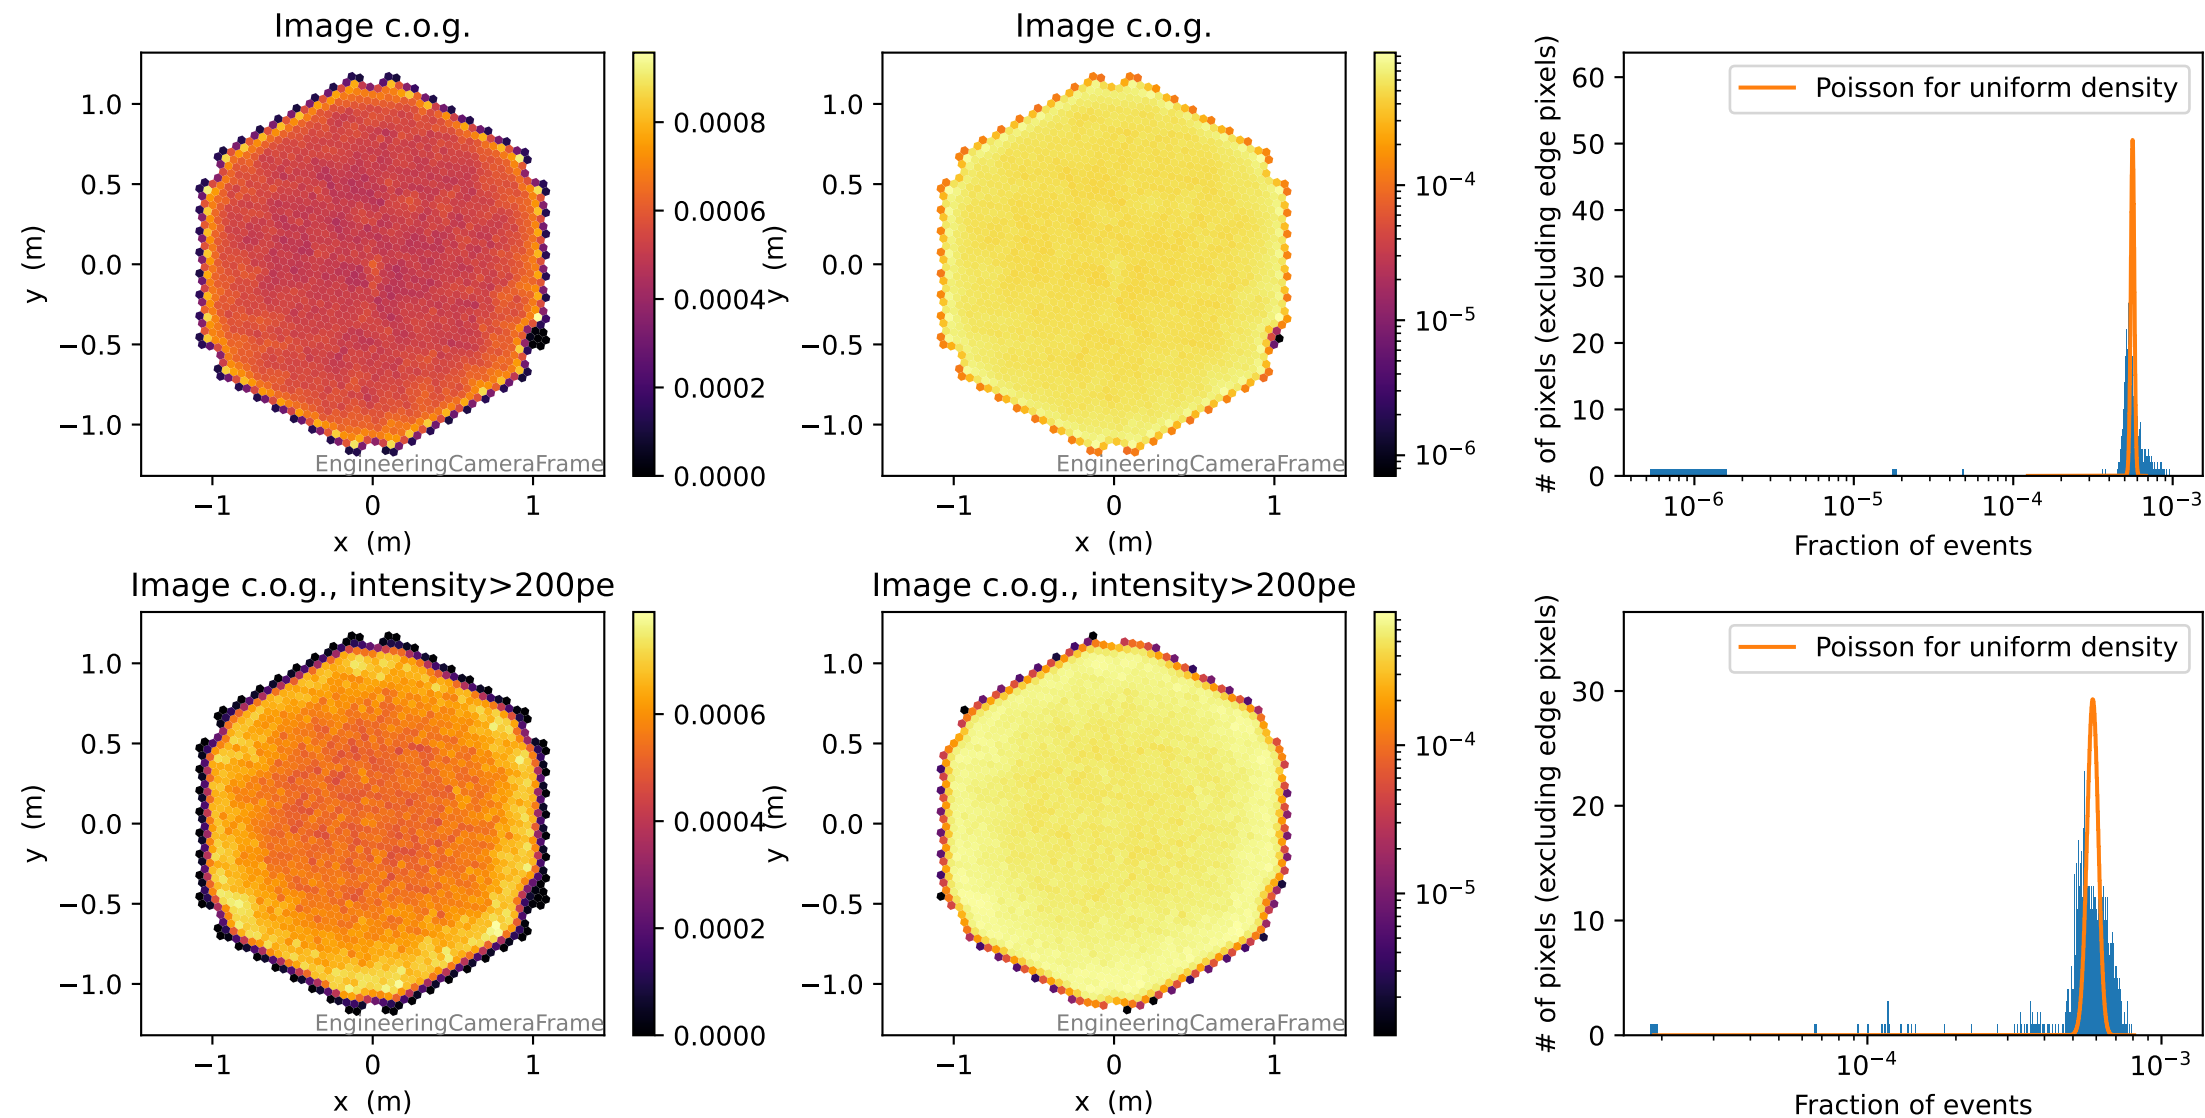 Image c.o.g.
1.0
0.5
0.0
−0.5
−1.0
y (m)
−1
0
1
x (m)
EngineeringCameraFrame
0.0008
0.0006
0.0004
0.0002
0.0000
Image c.o.g.
1.0
0.5
0.0
−0.5
−1.0
y (m)
−1
0
1
x (m)
EngineeringCameraFrame
10⁻⁴
10⁻⁵
10⁻⁶
# of pixels (excluding edge pixels)
60
50
40
30
20
10
0
Poisson for uniform density
10⁻⁶
10⁻⁵
10⁻⁴
10⁻³
Fraction of events
Image c.o.g., intensity>200pe
1.0
0.5
0.0
−0.5
−1.0
y (m)
−1
0
1
x (m)
EngineeringCameraFrame
0.0006
0.0004
0.0002
0.0000
Image c.o.g., intensity>200pe
1.0
0.5
0.0
−0.5
−1.0
y (m)
−1
0
1
x (m)
EngineeringCameraFrame
10⁻⁴
10⁻⁵
# of pixels (excluding edge pixels)
30
20
10
0
Poisson for uniform density
10⁻⁴
10⁻³
Fraction of events